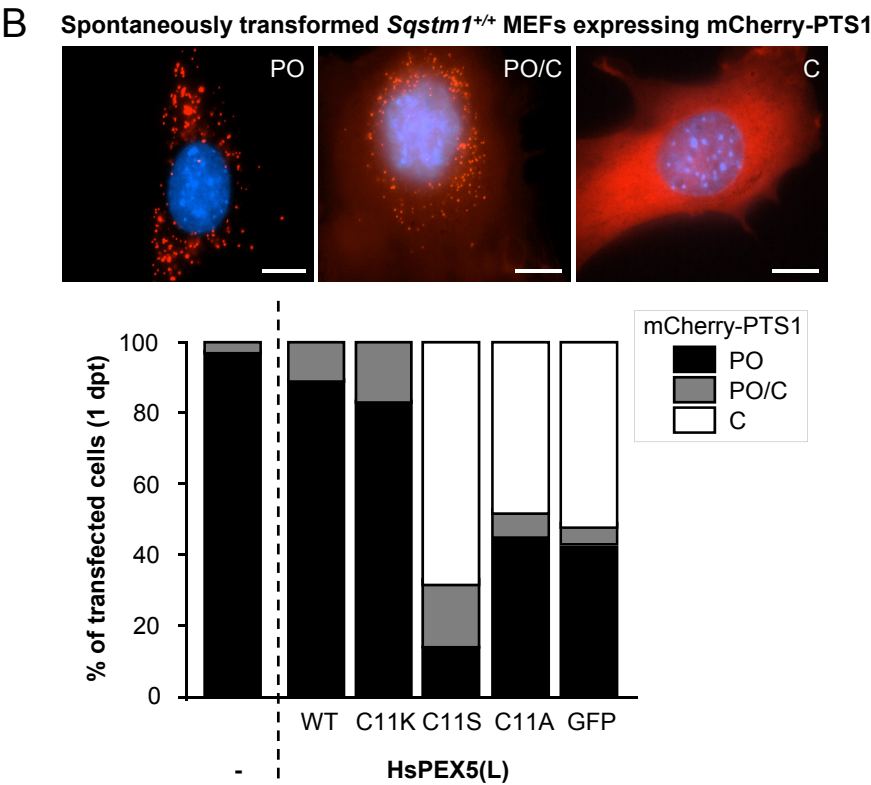 B
Spontaneously transformed Sqstm1+/+ MEFs expressing mCherry-PTS1
PO
PO/C
C
mCherry-PTS1
PO
PO/C
C
% of transfected cells (1 dpt)
100
80
60
40
20
0
WT C11K C11S C11A GFP
- HsPEX5(L)